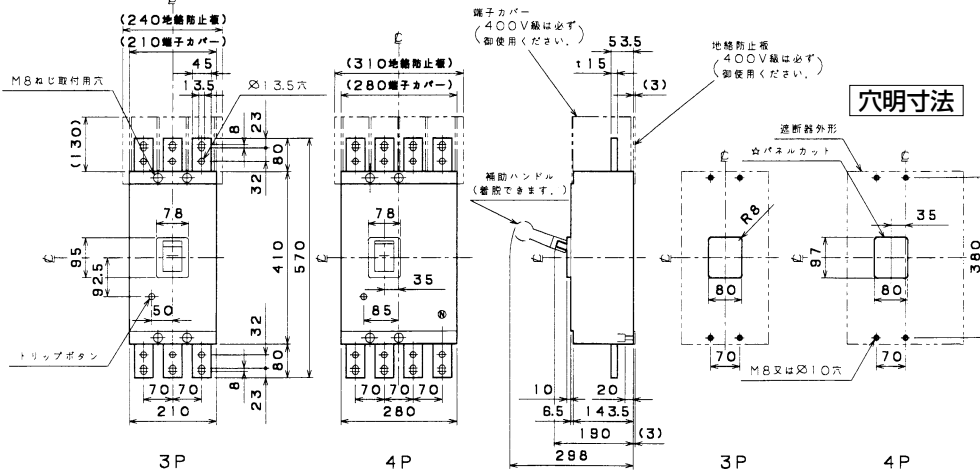 ℄
(240地絡防止板)
(210端子カバー)
45
13.5
M8ねじ取付用穴
Ø13.5穴
(130)
8
23
80
32
78
95
92.5
50
410
570
トリップボタン
32
80
8
23
70
70
210
3P
℄
(310地絡防止板)
(280端子カバー)
78
℄
35
85
Ⓝ
70
70
70
280
4P
端子カバー
(400V級は必ず
御使用ください。)
53.5
t15
(3)
地絡防止板
(400V級は必ず
御使用ください。)
補助ハンドル
(着脱できます。)
℄
10
20
6.5
143.5
190
(3)
298
穴明寸法
遮断器外形
☆パネルカット
℄
℄
R8
80
70
3P
℄
℄
35
97
380
80
70
M8又はØ10穴
4P